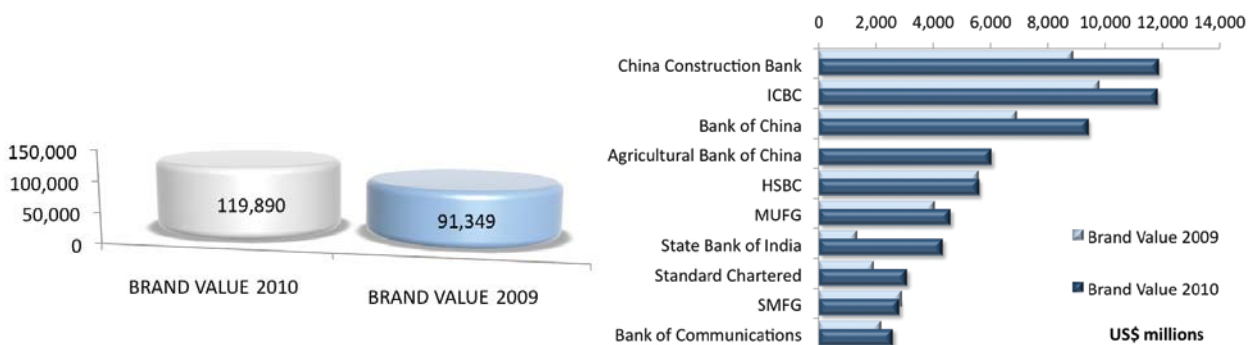 150,000
100,000
50,000
0
119,890
91,349
BRAND VALUE 2010
BRAND VALUE 2009
0 2,000 4,000 6,000 8,000 10,000 12,000 14,000
China Construction Bank
ICBC
Bank of China
Agricultural Bank of China
HSBC
MUFG
State Bank of India
Standard Chartered
SMFG
Bank of Communications
Brand Value 2009
Brand Value 2010
US$ millions